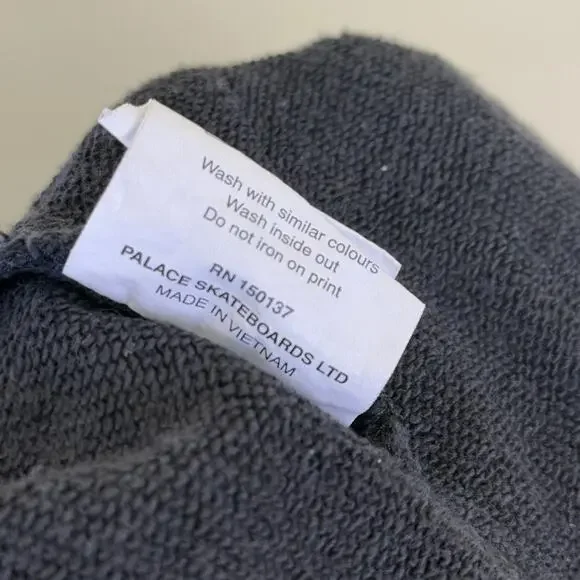 Wash with similar colours
Wash inside out
Do not iron on print
RN 150137
PALACE SKATEBOARDS LTD
MADE IN VIETNAM